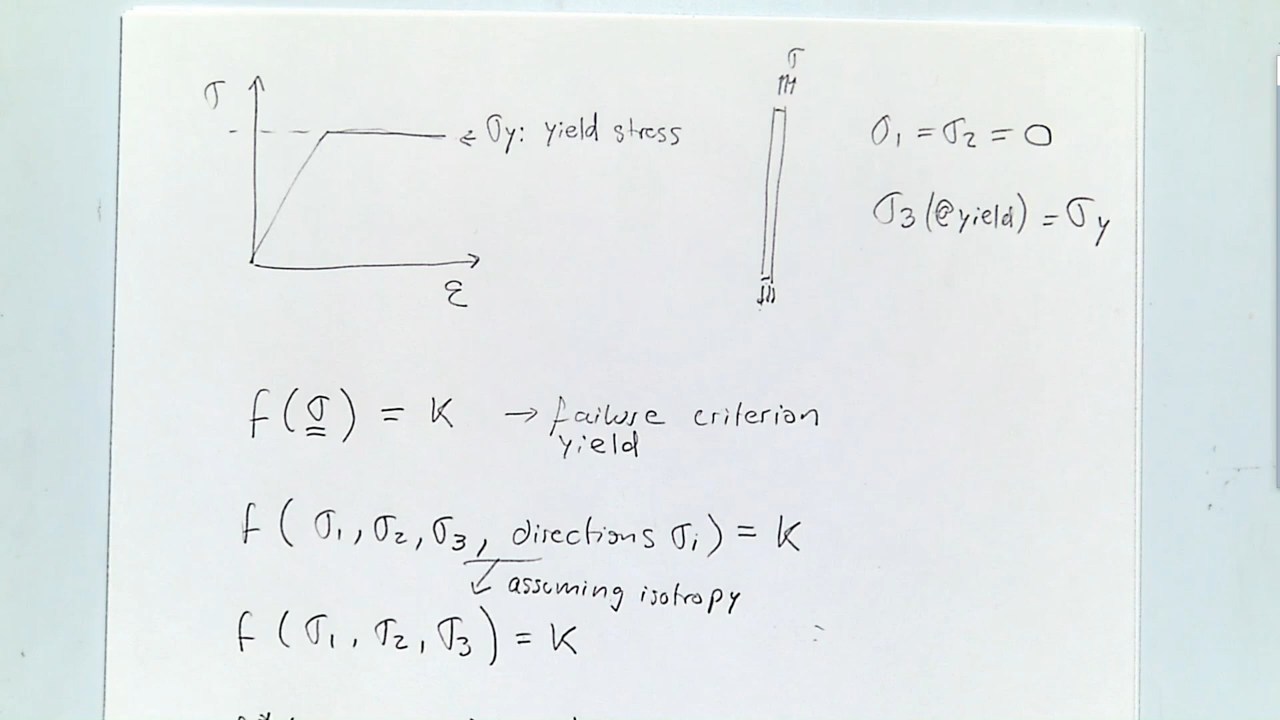 σ
← σy: yield stress
ε
σ
σ1 = σ2 = 0
σ3 (@yield) = σy
f (σ) = K → failure criterion
yield
f ( σ1, σ2, σ3, directions σi ) = K
↙ assuming isotropy
f ( σ1, σ2, σ3 ) = K